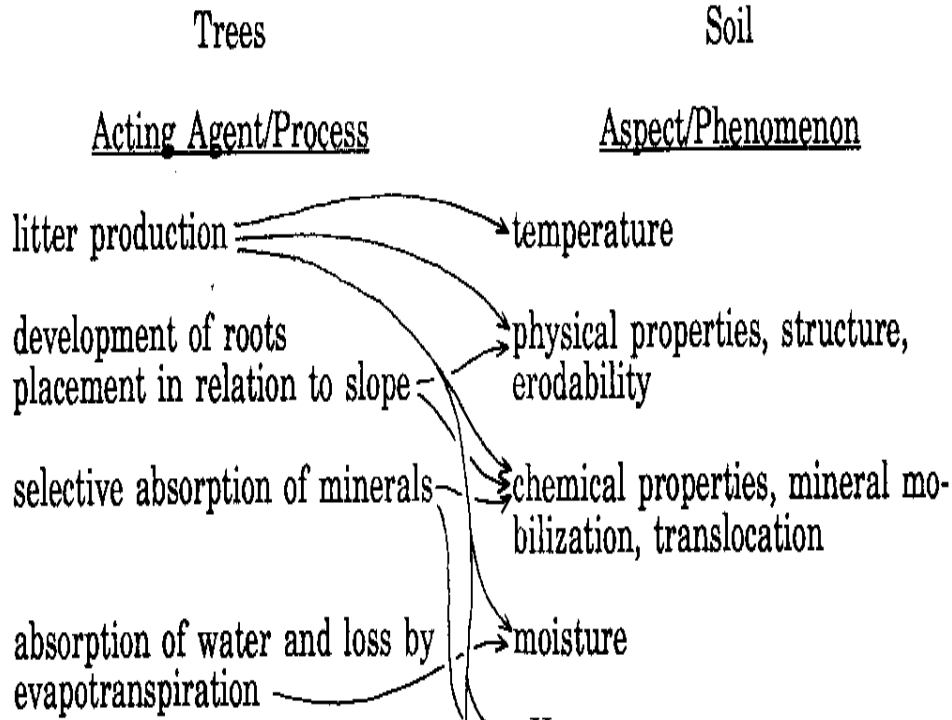 Trees
Soil
Acting Agent/Process
Aspect/Phenomenon
litter production
temperature
development of roots
placement in relation to slope
physical properties, structure,
erodability
selective absorption of minerals
chemical properties, mineral mo-
bilization, translocation
absorption of water and loss by
evapotranspiration
moisture